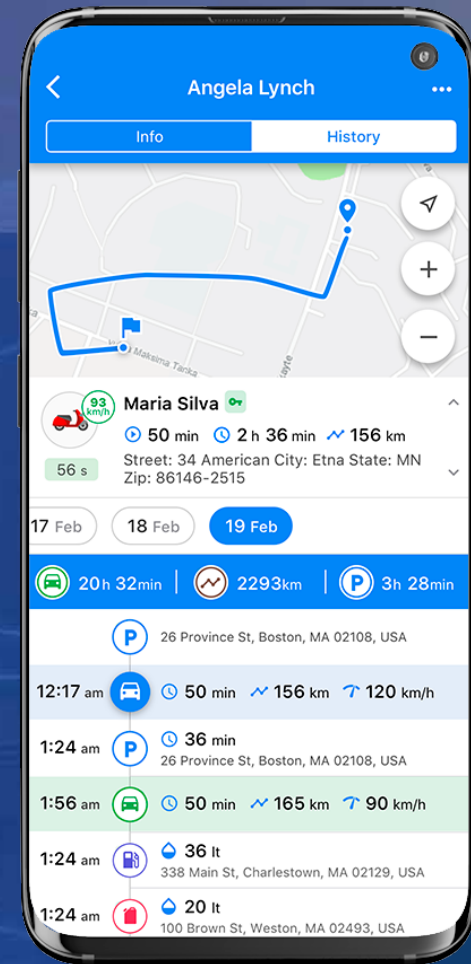 Angela Lynch
Info
History
Maksima Tanka
93
km/h
Maria Silva
50 min 2 h 36 min 156 km
56 s
Street: 34 American City: Etna State: MN
Zip: 86146-2515
17 Feb
18 Feb
19 Feb
20h 32min
2293km
P 3h 28min
P 26 Province St, Boston, MA 02108, USA
12:17 am 50 min 156 km 120 km/h
1:24 am P 36 min
26 Province St, Boston, MA 02108, USA
1:56 am 50 min 165 km 90 km/h
1:24 am 36 lt
338 Main St, Charlestown, MA 02129, USA
1:24 am 20 lt
100 Brown St, Weston, MA 02493, USA